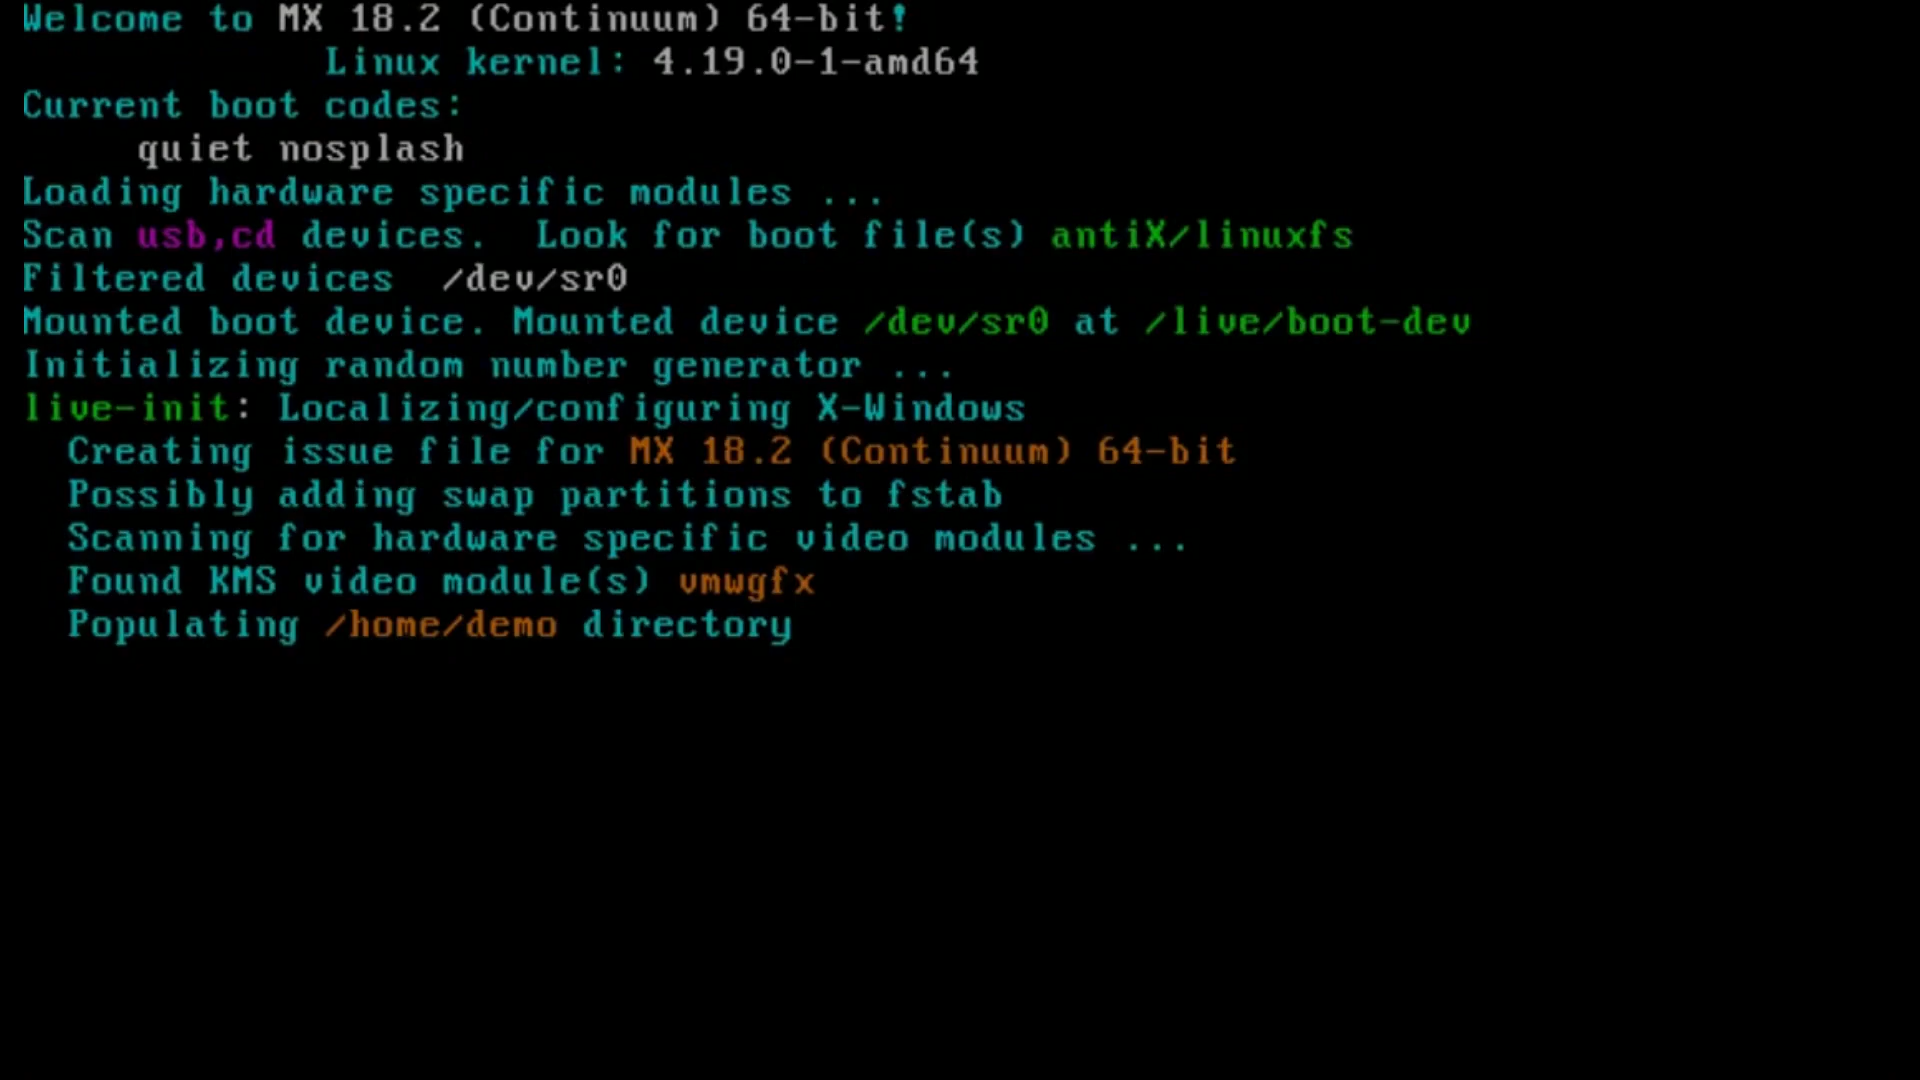 Welcome to MX 18.2 (Continuum) 64-bit!
Linux kernel: 4.19.0-1-amd64
Current boot codes:
quiet nosplash
Loading hardware specific modules ...
Scan usb,cd devices.  Look for boot file(s) antiX/linuxfs
Filtered devices  /dev/sr0
Mounted boot device. Mounted device /dev/sr0 at /live/boot-dev
Initializing random number generator ...
live-init: Localizing/configuring X-Windows
Creating issue file for MX 18.2 (Continuum) 64-bit
Possibly adding swap partitions to fstab
Scanning for hardware specific video modules ...
Found KMS video module(s) vmwgfx
Populating /home/demo directory